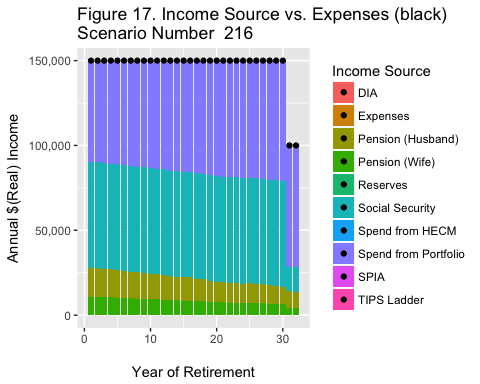 Figure 17. Income Source vs. Expenses (black)
Scenario Number 216
150,000
100,000
50,000
0
Annual $(Real) Income
0
10
20
30
Year of Retirement
Income Source
DIA
Expenses
Pension (Husband)
Pension (Wife)
Reserves
Social Security
Spend from HECM
Spend from Portfolio
SPIA
TIPS Ladder